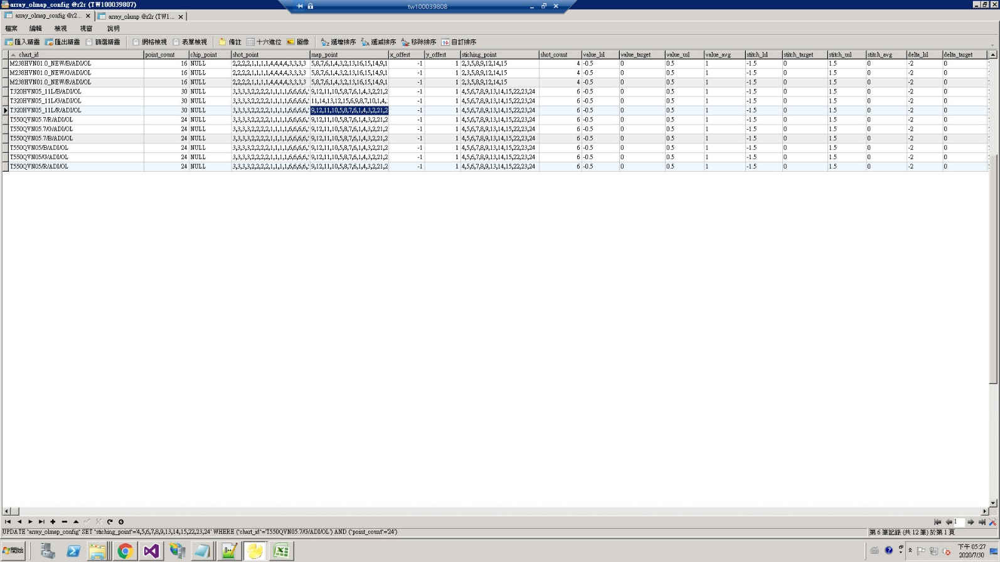 array_olmap_config @r2r (TW100039807)
tw100039808
array_olmap_config @r2... array_olamp @r2r (TW1...
檔案 編輯 檢視 視窗 說明
匯入精靈 匯出精靈 篩選精靈 網格檢視 表單檢視 備註 十六進位 圖像 遞增排序 遞減排序 移除排序 自訂排序
chart_id point_count chip_point shot_point map_point x_offest y_offest stiching_point shot_count value_lsl value_target value_usl value_avg stitch_lsl stitch_target stitch_usl stitch_avg delta_lsl delta_target
M238HVN01.0_NEW/B/ADI/OL 16 NULL 2,2,2,2,1,1,1,1,4,4,4,4,3,3,3,3 5,8,7,6,1,4,3,2,13,16,15,14,9,1 -1 1 2,3,5,8,9,12,14,15 4 -0.5 0 0.5 1 -1.5 0 1.5 0 -2 0
M238HVN01.0_NEW/G/ADI/OL 16 NULL 2,2,2,2,1,1,1,1,4,4,4,4,3,3,3,3 5,8,7,6,1,4,3,2,13,16,15,14,9,1 -1 1 2,3,5,8,9,12,14,15 4 -0.5 0 0.5 1 -1.5 0 1.5 0 -2 0
M238HVN01.0_NEW/R/ADI/OL 16 NULL 2,2,2,2,1,1,1,1,4,4,4,4,3,3,3,3 5,8,7,6,1,4,3,2,13,16,15,14,9,1 -1 1 2,3,5,8,9,12,14,15 4 -0.5 0 0.5 1 -1.5 0 1.5 0 -2 0
T320HVN05_11L/B/ADI/OL 30 NULL 3,3,3,3,2,2,2,2,1,1,1,1,6,6,6,6, 9,12,11,10,5,8,7,6,1,4,3,2,21,2 -1 1 4,5,6,7,8,9,13,14,15,22,23,24 6 -0.5 0 0.5 1 -1.5 0 1.5 0 -2 0
T320HVN05_11L/G/ADI/OL 30 NULL 3,3,3,3,2,2,2,2,1,1,1,1,6,6,6,6, 11,14,13,12,15,6,9,8,7,10,1,4, -1 1 4,5,6,7,8,9,13,14,15,22,23,24 6 -0.5 0 0.5 1 -1.5 0 1.5 0 -2 0
T320HVN05_11L/R/ADI/OL 30 NULL 3,3,3,3,2,2,2,2,1,1,1,1,6,6,6,6, 9,12,11,10,5,8,7,6,1,4,3,2,21,2 -1 1 4,5,6,7,8,9,13,14,15,22,23,24 6 -0.5 0 0.5 1 -1.5 0 1.5 0 -2 0
T550QVN05.7/R/ADI/OL 24 NULL 3,3,3,3,2,2,2,2,1,1,1,1,6,6,6,6, 9,12,11,10,5,8,7,6,1,4,3,2,21,2 -1 1 4,5,6,7,8,9,13,14,15,22,23,24 6 -0.5 0 0.5 1 -1.5 0 1.5 0 -2 0
T550QVN05.7/G/ADI/OL 24 NULL 3,3,3,3,2,2,2,2,1,1,1,1,6,6,6,6, 9,12,11,10,5,8,7,6,1,4,3,2,21,2 -1 1 4,5,6,7,8,9,13,14,15,22,23,24 6 -0.5 0 0.5 1 -1.5 0 1.5 0 -2 0
T550QVN05.7/B/ADI/OL 24 NULL 3,3,3,3,2,2,2,2,1,1,1,1,6,6,6,6, 9,12,11,10,5,8,7,6,1,4,3,2,21,2 -1 1 4,5,6,7,8,9,13,14,15,22,23,24 6 -0.5 0 0.5 1 -1.5 0 1.5 0 -2 0
T550QVN05/B/ADI/OL 24 NULL 3,3,3,3,2,2,2,2,1,1,1,1,6,6,6,6, 9,12,11,10,5,8,7,6,1,4,3,2,21,2 -1 1 4,5,6,7,8,9,13,14,15,22,23,24 6 -0.5 0 0.5 1 -1.5 0 1.5 0 -2 0
T550QVN05/G/ADI/OL 24 NULL 3,3,3,3,2,2,2,2,1,1,1,1,6,6,6,6, 9,12,11,10,5,8,7,6,1,4,3,2,21,2 -1 1 4,5,6,7,8,9,13,14,15,22,23,24 6 -0.5 0 0.5 1 -1.5 0 1.5 0 -2 0
T550QVN05/R/ADI/OL 24 NULL 3,3,3,3,2,2,2,2,1,1,1,1,6,6,6,6, 9,12,11,10,5,8,7,6,1,4,3,2,21,2 -1 1 4,5,6,7,8,9,13,14,15,22,23,24 6 -0.5 0 0.5 1 -1.5 0 1.5 0 -2 0
1
UPDATE `array_olmap_config` SET `stiching_point`='4,5,6,7,8,9,13,14,15,22,23,24' WHERE (`chart_id`='T550QVN05.7/G/ADI/OL') AND (`point_count`='24') 第 6 筆記錄 (共 12 筆) 於第 1 頁
開始 下午 05:27
2020/7/30